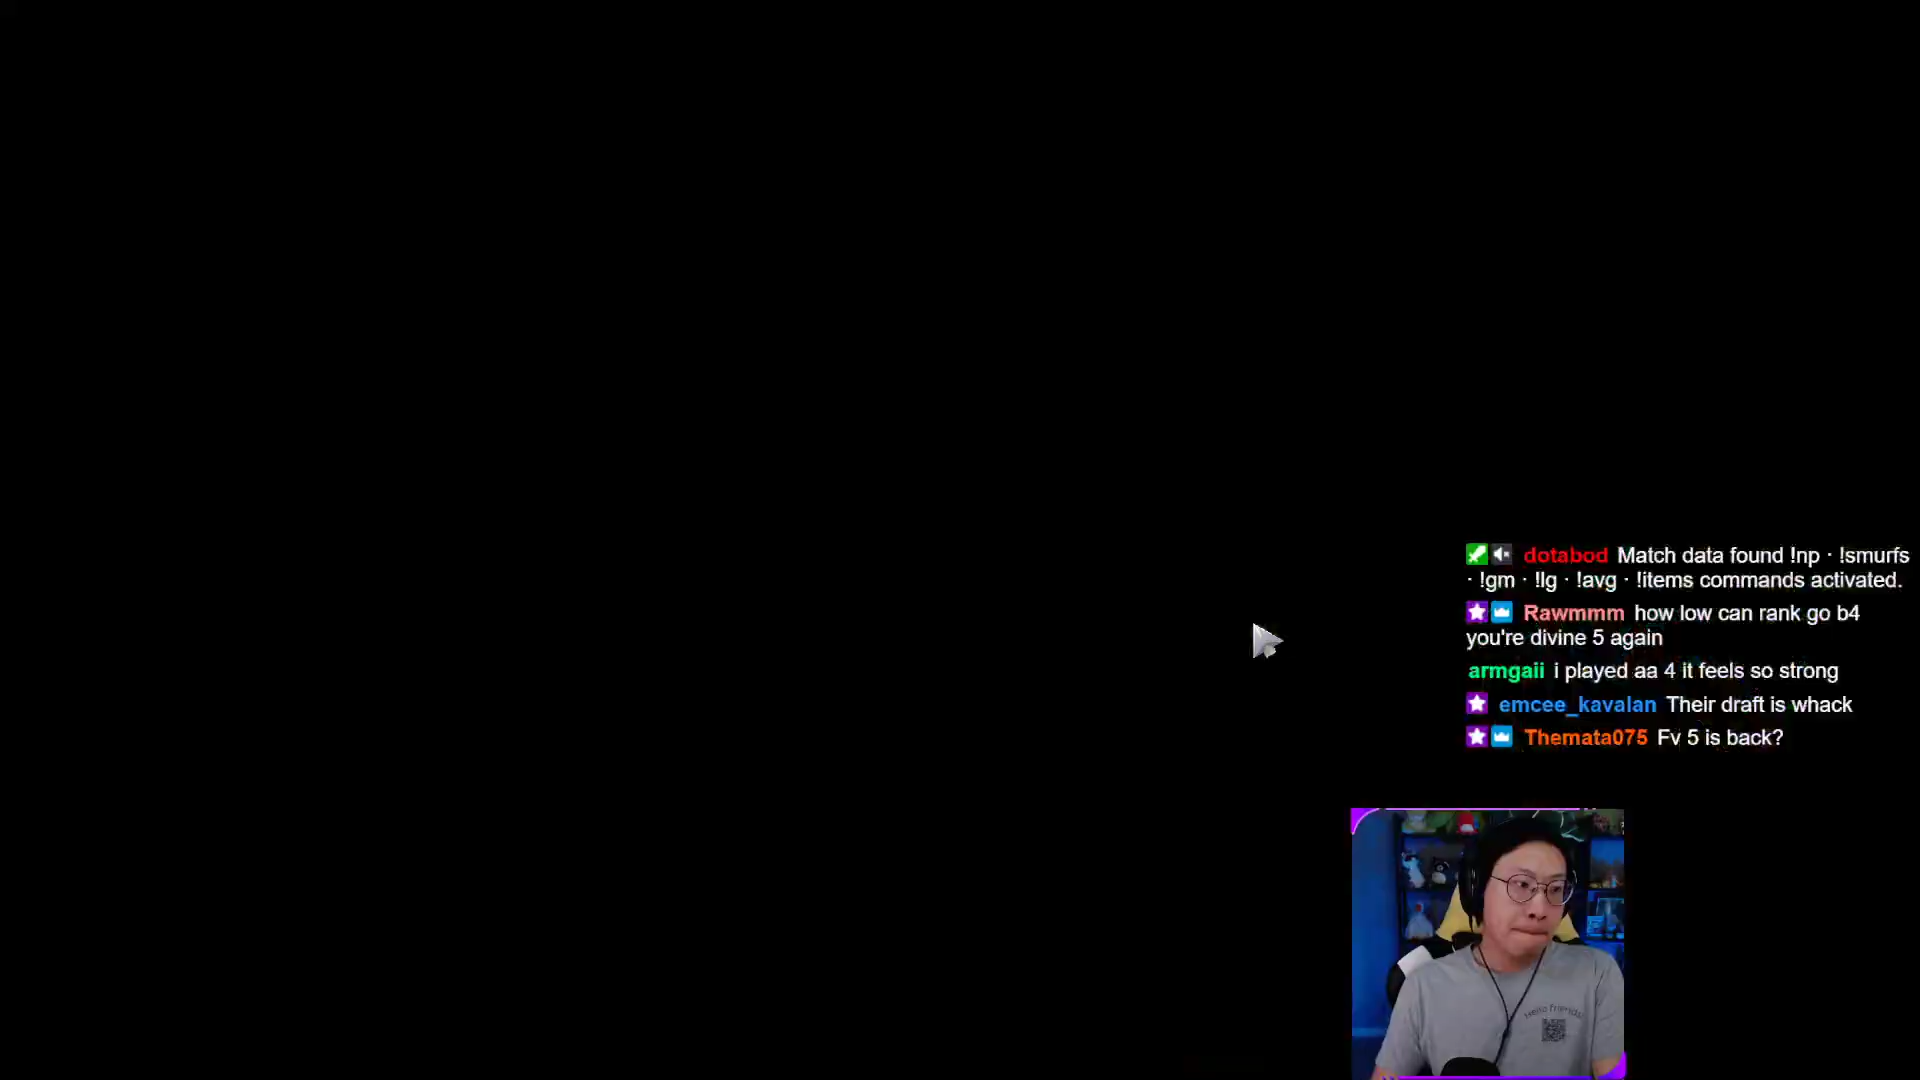 dotabod Match data found !np · !smurfs
· !gm · !lg · !avg · !items commands activated.
Rawmmm how low can rank go b4
you're divine 5 again
armgaii i played aa 4 it feels so strong
emcee_kavalan Their draft is whack
Themata075 Fv 5 is back?
Hello friends!